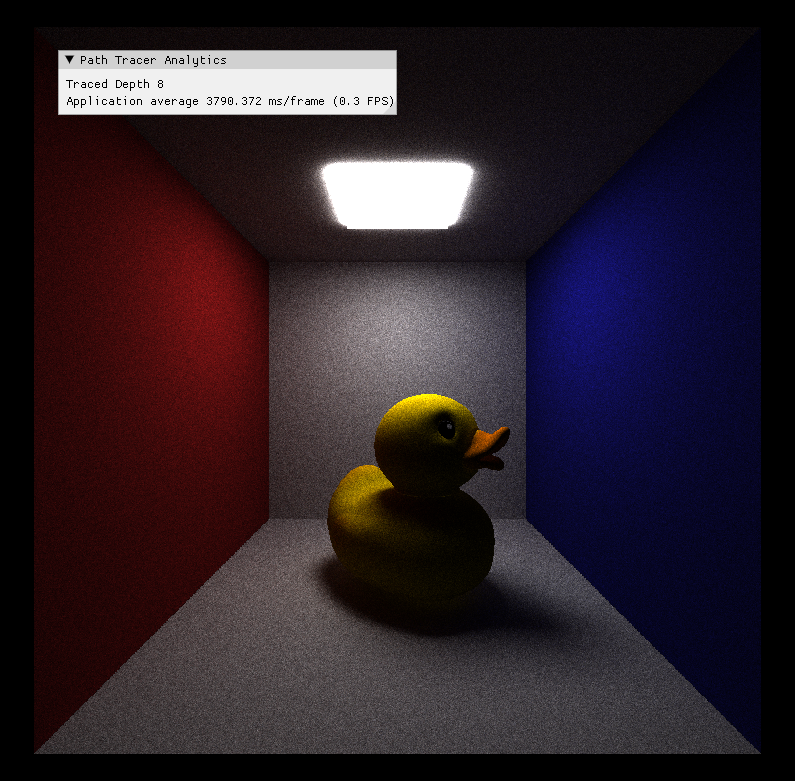 Path Tracer Analytics
Traced Depth 8
Application average 3790.372 ms/frame (0.3 FPS)